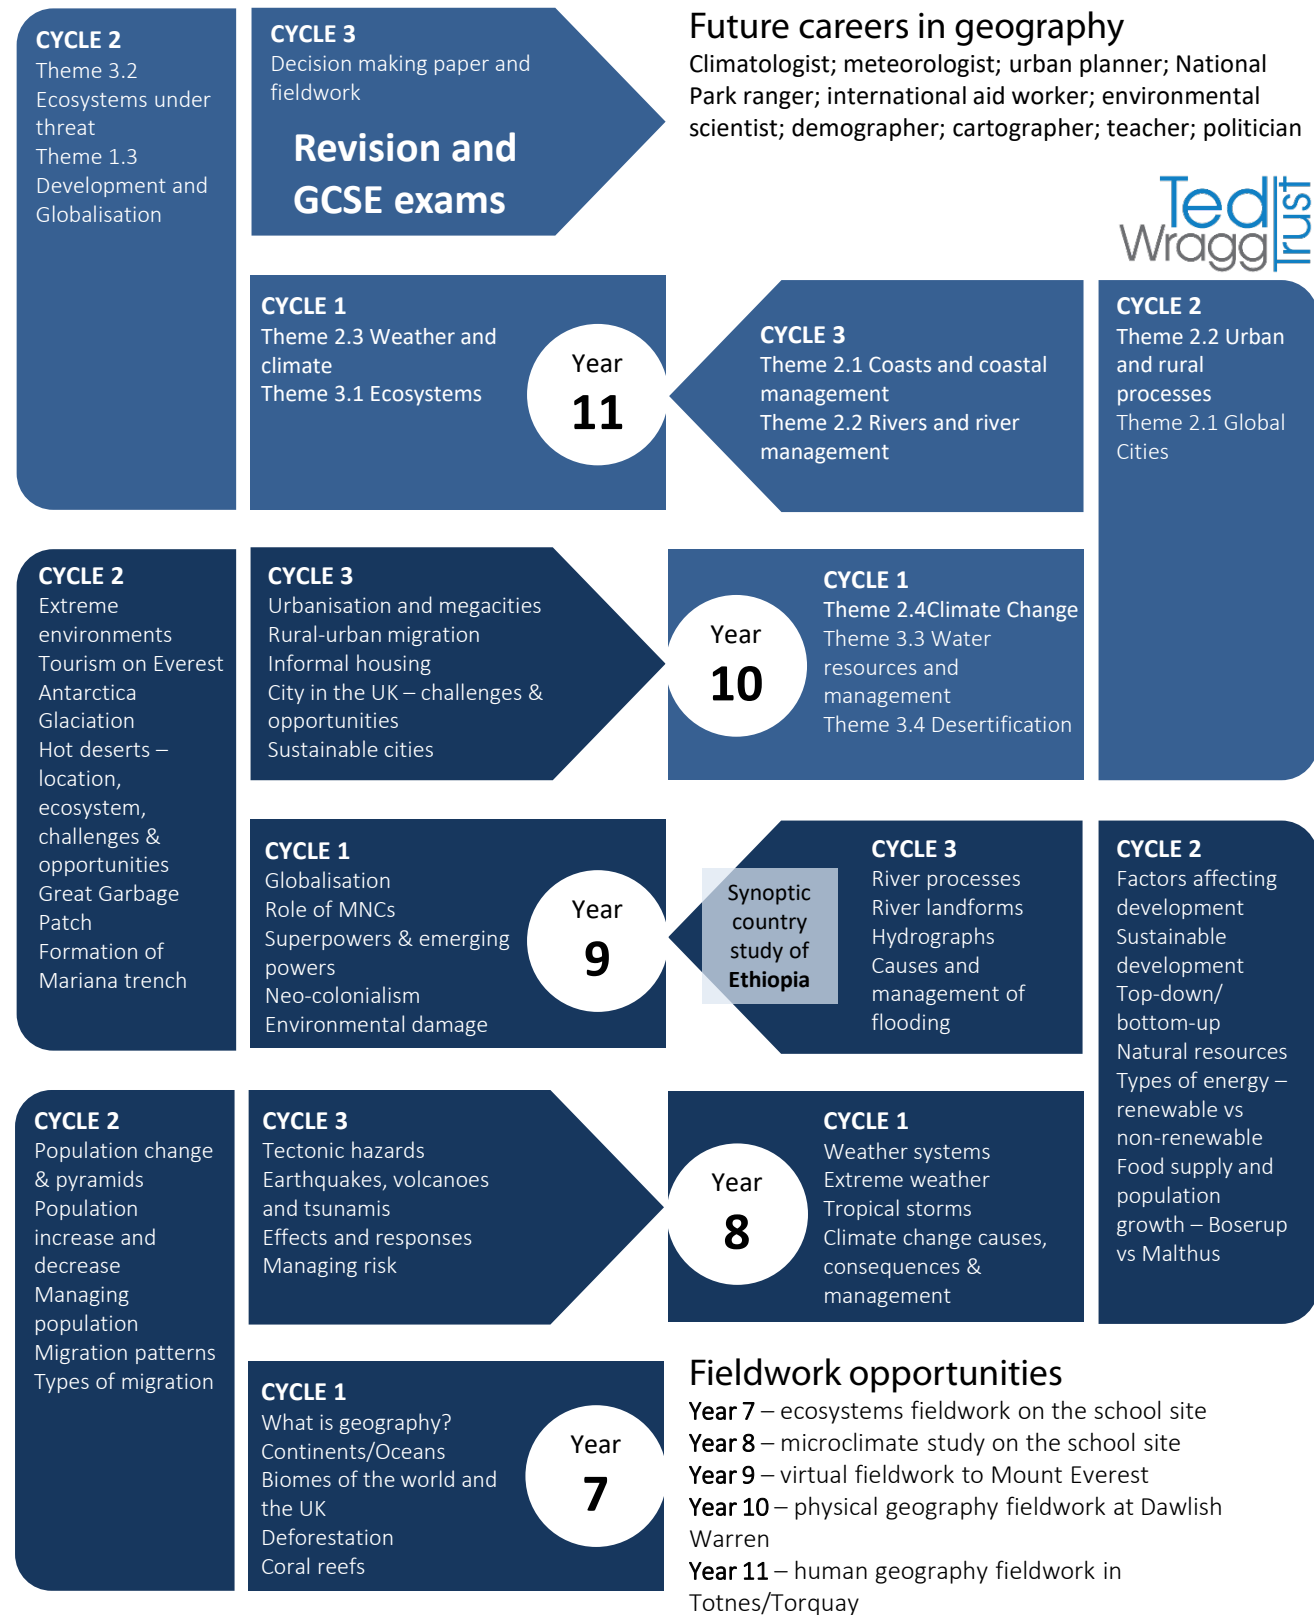 CYCLE 2
Theme 3.2
Ecosystems under
threat
Theme 1.3
Development and
Globalisation
CYCLE 3
Decision making paper and
fieldwork
Revision and
GCSE exams
Future careers in geography
Climatologist; meteorologist; urban planner; National
Park ranger; international aid worker; environmental
scientist; demographer; cartographer; teacher; politician
Ted
Wragg
Trust
CYCLE 1
Theme 2.3 Weather and
climate
Theme 3.1 Ecosystems
Year
11
CYCLE 3
Theme 2.1 Coasts and coastal
management
Theme 2.2 Rivers and river
management
CYCLE 2
Theme 2.2 Urban
and rural
processes
Theme 2.1 Global
Cities
CYCLE 2
Extreme
environments
Tourism on Everest
Antarctica
Glaciation
Hot deserts –
location,
ecosystem,
challenges &
opportunities
Great Garbage
Patch
Formation of
Mariana trench
CYCLE 3
Urbanisation and megacities
Rural-urban migration
Informal housing
City in the UK – challenges &
opportunities
Sustainable cities
Year
10
CYCLE 1
Theme 2.4Climate Change
Theme 3.3 Water
resources and
management
Theme 3.4 Desertification
CYCLE 1
Globalisation
Role of MNCs
Superpowers & emerging
powers
Neo-colonialism
Environmental damage
Year
9
Synoptic
country
study of
Ethiopia
CYCLE 3
River processes
River landforms
Hydrographs
Causes and
management of
flooding
CYCLE 2
Factors affecting
development
Sustainable
development
Top-down/
bottom-up
Natural resources
Types of energy –
renewable vs
non-renewable
Food supply and
population
growth – Boserup
vs Malthus
CYCLE 2
Population change
& pyramids
Population
increase and
decrease
Managing
population
Migration patterns
Types of migration
CYCLE 3
Tectonic hazards
Earthquakes, volcanoes
and tsunamis
Effects and responses
Managing risk
Year
8
CYCLE 1
Weather systems
Extreme weather
Tropical storms
Climate change causes,
consequences &
management
CYCLE 1
What is geography?
Continents/Oceans
Biomes of the world and
the UK
Deforestation
Coral reefs
Year
7
Fieldwork opportunities
Year 7 – ecosystems fieldwork on the school site
Year 8 – microclimate study on the school site
Year 9 – virtual fieldwork to Mount Everest
Year 10 – physical geography fieldwork at Dawlish
Warren
Year 11 – human geography fieldwork in
Totnes/Torquay